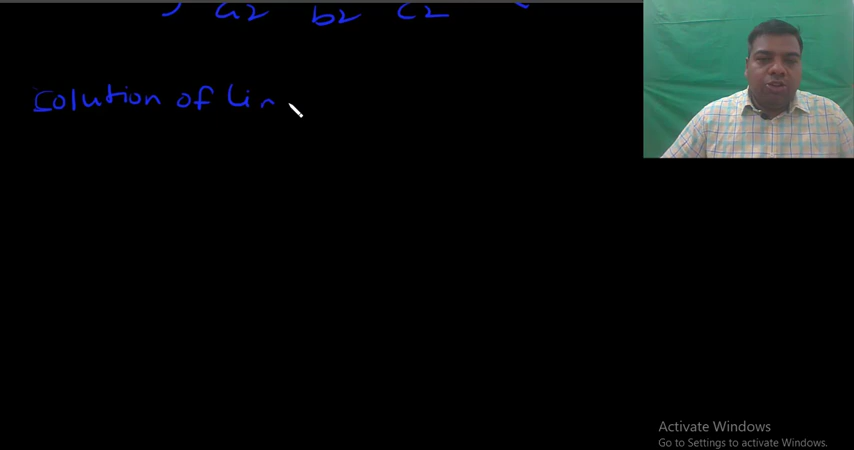 a2 b2 c2
Solution of Lin
Activate Windows
Go to Settings to activate Windows.